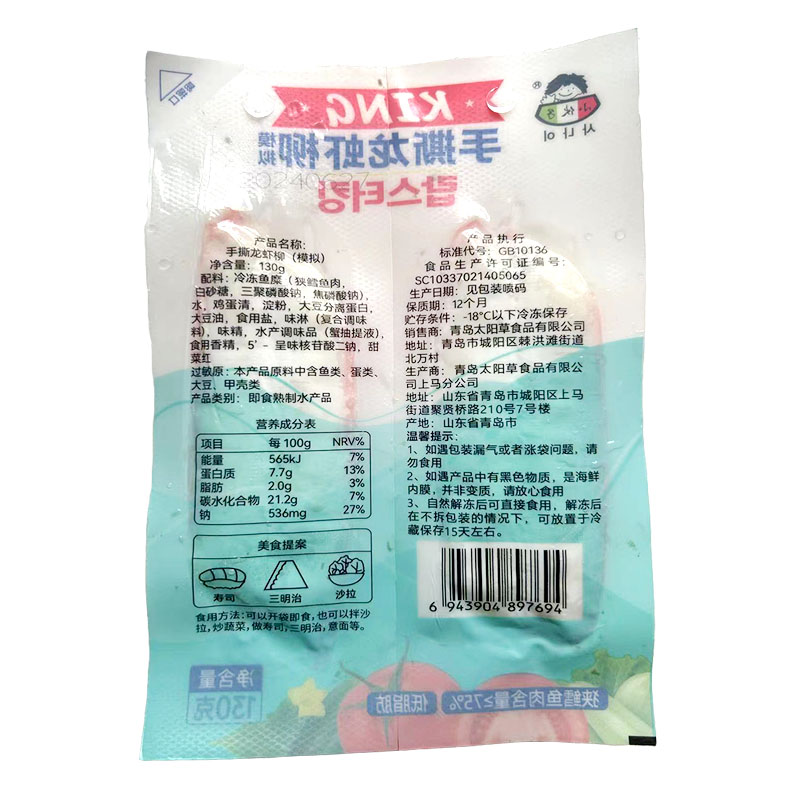 撕口
KING
手撕龙虾柳
模拟
랍스타킹
20240627
小伙子
®
사나이
产品名称：
手撕龙虾柳（模拟）
净含量：130g
配料：冷冻鱼糜（狭鳕鱼肉，
白砂糖，三聚磷酸钠，焦磷酸钠），
水，鸡蛋清，淀粉，大豆分离蛋白，
大豆油，食用盐，味淋（复合调味
料），味精，水产调味品（蟹抽提液），
食用香精，5’-呈味核苷酸二钠，甜
菜红
过敏原：本产品原料中含鱼类、蛋类、
大豆、甲壳类
产品类别：即食熟制水产品
营养成分表
项目 每100g NRV%
能量 565kJ 7%
蛋白质 7.7g 13%
脂肪 2.0g 3%
碳水化合物 21.2g 7%
钠 536mg 27%
美食提案
寿司 三明治 沙拉
食用方法：可以开袋即食，也可以拌沙
拉，炒蔬菜，做寿司，三明治，意面等。
产品执行
标准代号：GB10136
食品生产许可证编号：
SC10337021405065
生产日期：见包装喷码
保质期：12个月
贮存条件：-18℃以下冷冻保存
销售商：青岛太阳草食品有限公司
地址：青岛市城阳区棘洪滩街道
北万村
生产商：青岛太阳草食品有限公
司上马分公司
地址：山东省青岛市城阳区上马
街道聚贤桥路210号7号楼
产地：山东省青岛市
温馨提示：
1、如遇包装漏气或者涨袋问题，请
勿食用
2、如遇产品中有黑色物质，是海鲜
内膜，并非变质，请放心食用
3、自然解冻后可直接食用，解冻后
在不拆包装的情况下，可放置于冷
藏保存15天左右。
6 943904 897694
净含量
130克
低脂肪
狭鳕鱼肉含量≥75%